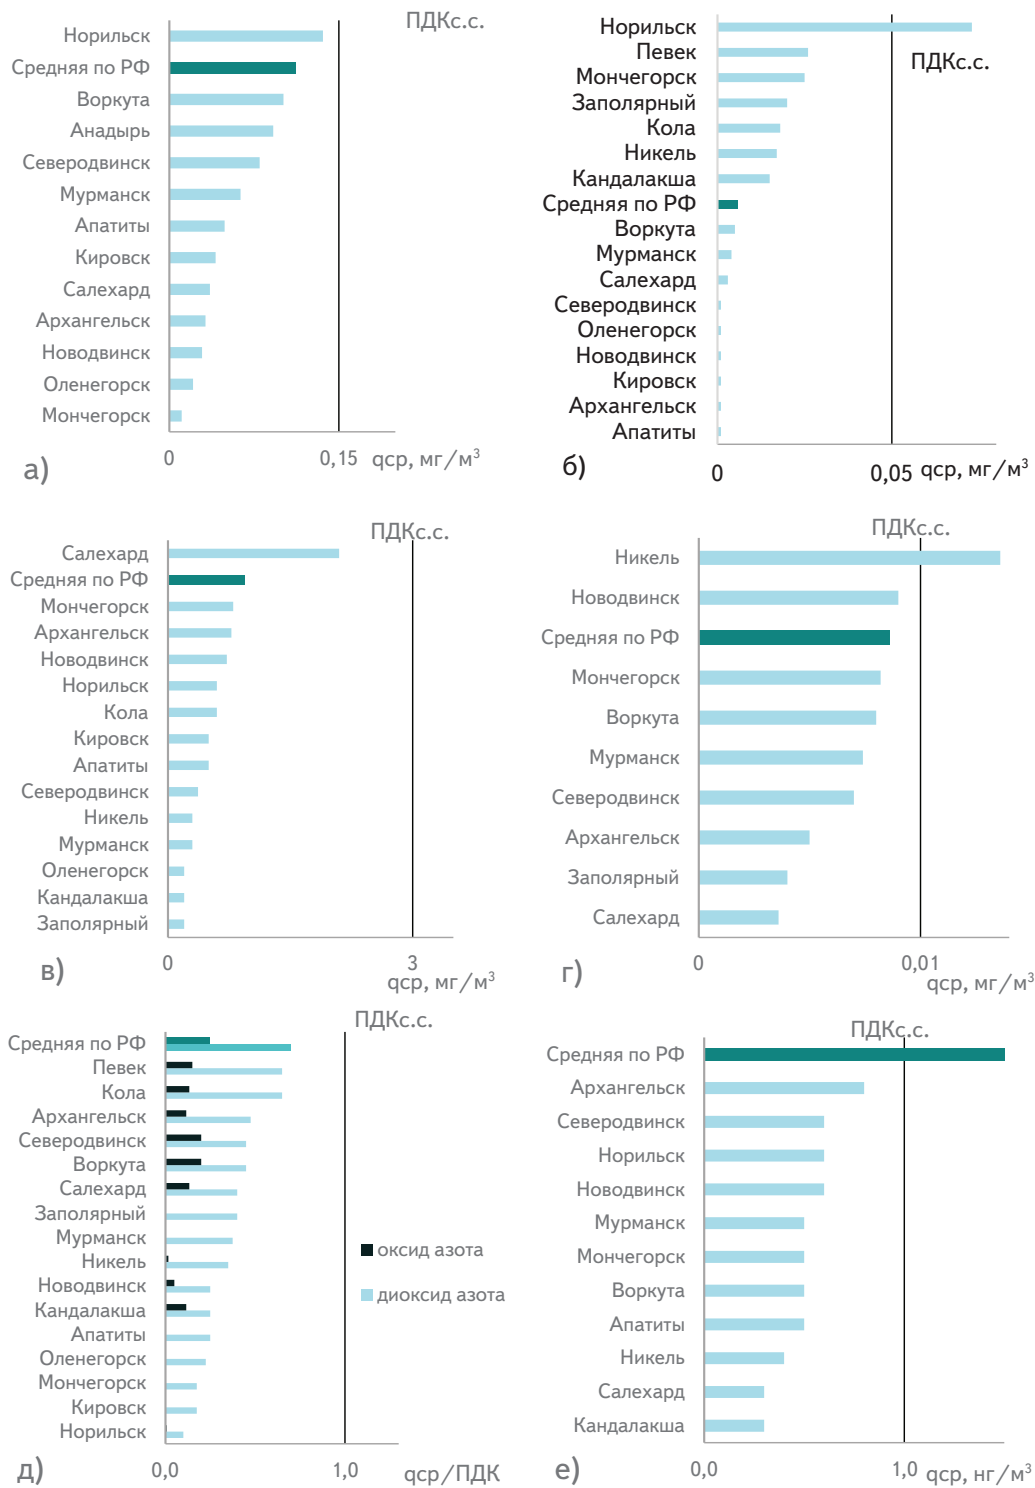 ПДКс.с.
Норильск
Средняя по РФ
Воркута
Анадырь
Северодвинск
Мурманск
Апатиты
Кировск
Салехард
Архангельск
Новодвинск
Оленегорск
Мончегорск
0 0,15 qср, мг/м³
а)
Норильск
ПДКс.с.
Певек
Мончегорск
Заполярный
Кола
Никель
Кандалакша
Средняя по РФ
Воркута
Мурманск
Салехард
Северодвинск
Оленегорск
Новодвинск
Кировск
Архангельск
Апатиты
0 0,05 qср, мг/м³
б)
ПДКс.с.
Салехард
Средняя по РФ
Мончегорск
Архангельск
Новодвинск
Норильск
Кола
Кировск
Апатиты
Северодвинск
Никель
Мурманск
Оленегорск
Кандалакша
Заполярный
0 3
в) qср, мг/м³
ПДКс.с.
Никель
Новодвинск
Средняя по РФ
Мончегорск
Воркута
Мурманск
Северодвинск
Архангельск
Заполярный
Салехард
0 0,01
г) qср, мг/м³
ПДКс.с.
Средняя по РФ
Певек
Кола
Архангельск
Северодвинск
Воркута
Салехард
Заполярный
Мурманск
Никель
Новодвинск
Кандалакша
Апатиты
Оленегорск
Мончегорск
Кировск
Норильск
оксид азота
диоксид азота
0,0 1,0 qср/ПДК
д)
ПДКс.с.
Средняя по РФ
Архангельск
Северодвинск
Норильск
Новодвинск
Мурманск
Мончегорск
Воркута
Апатиты
Никель
Салехард
Кандалакша
0,0 1,0 qср, нг/м³
е)